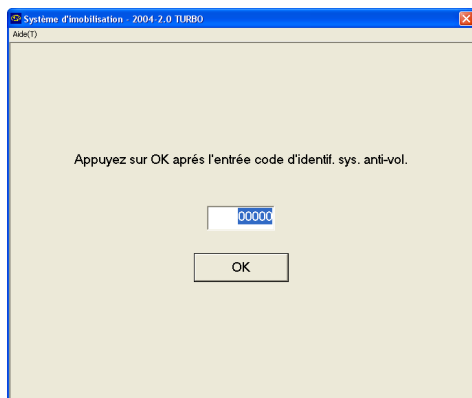 Système d'imobilisation - 2004-2.0 TURBO
Aide(T)
Appuyez sur OK aprés l'entrée code d'identif. sys. anti-vol.
00000
OK